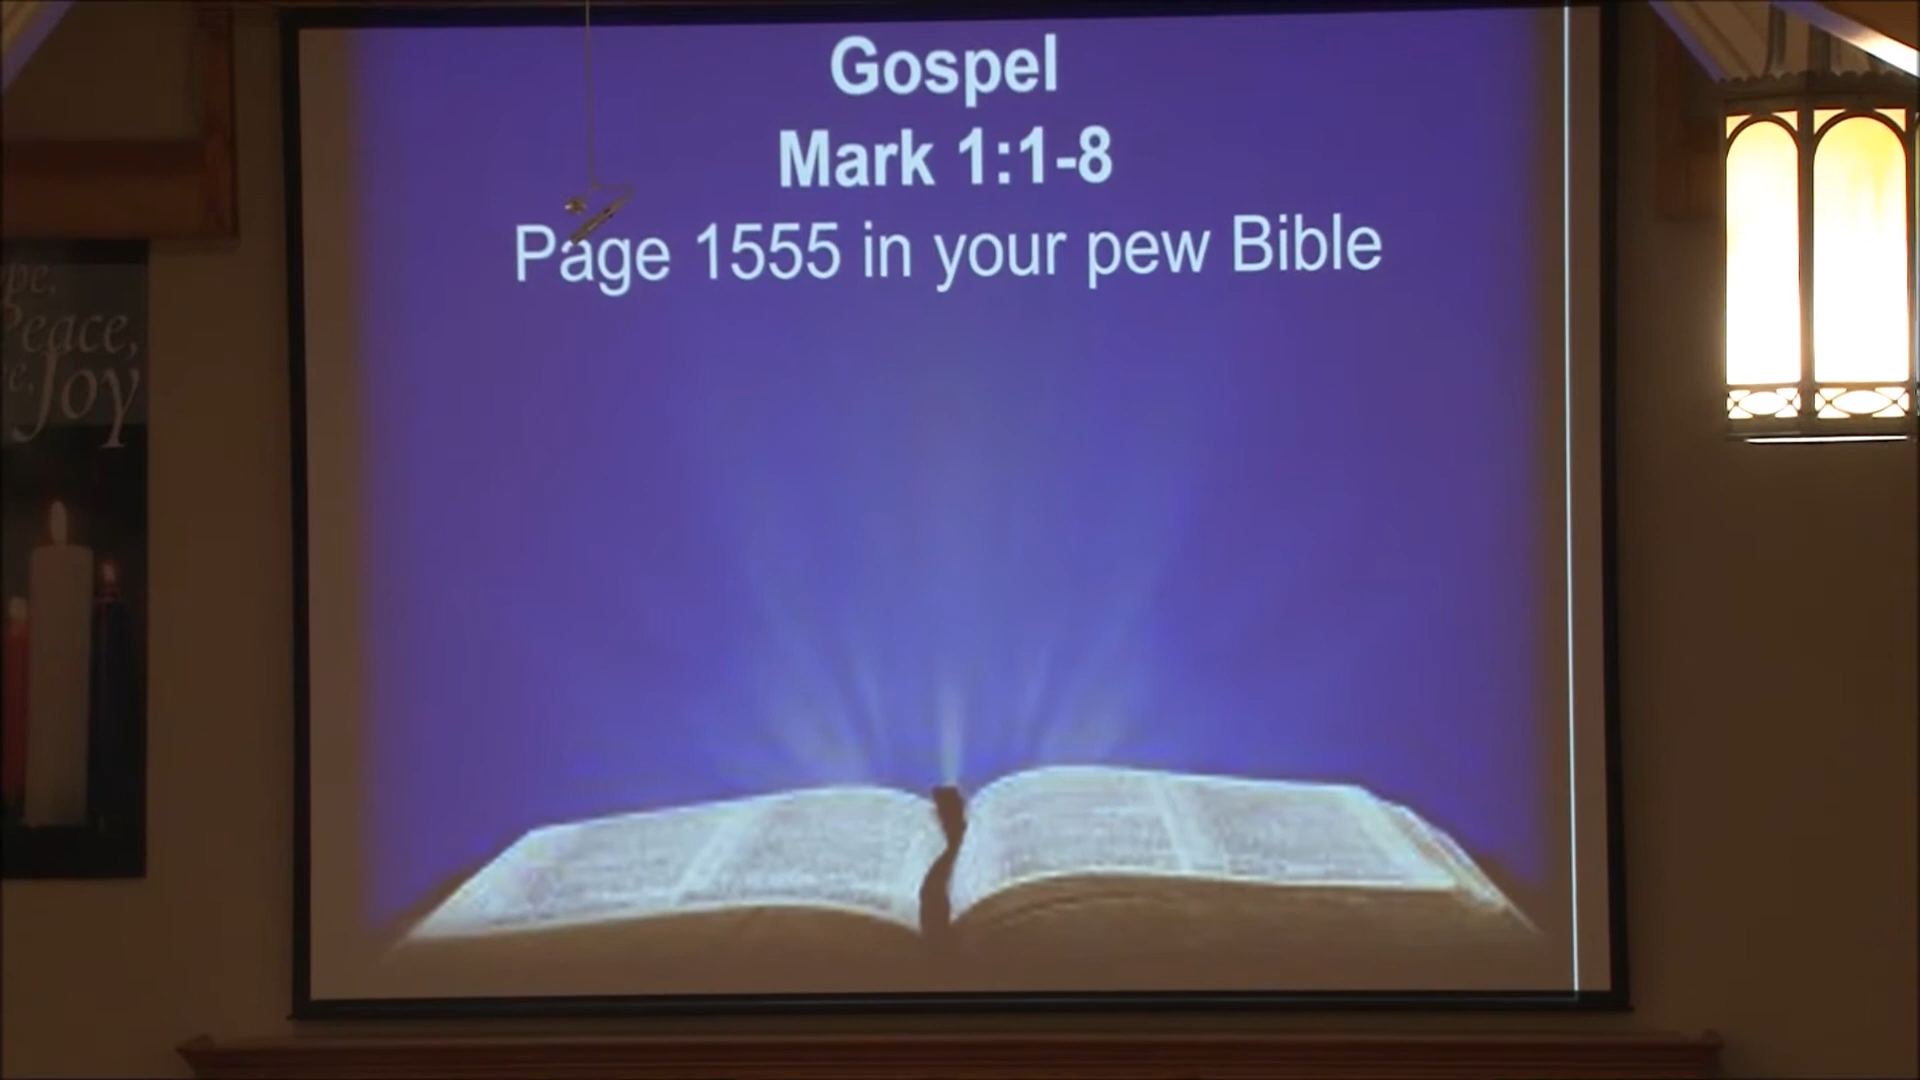 Gospel
Mark 1:1-8
Page 1555 in your pew Bible
Peace,
Joy